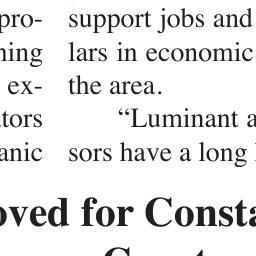 pro-
ning
ex-
tors
anic
support jobs and
lars in economic
the area.
“Luminant a
sors have a long
oved for Consta